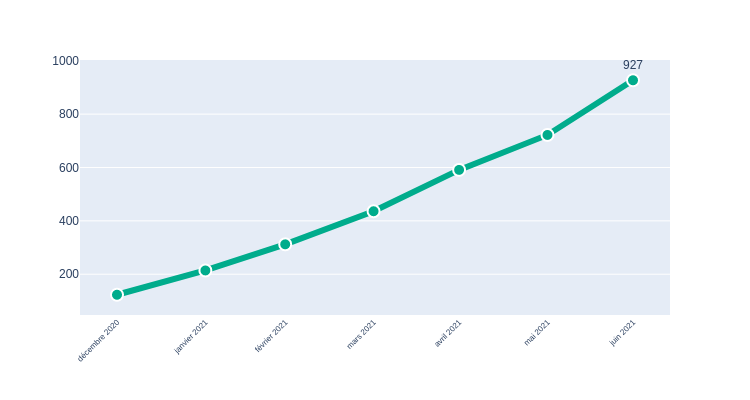 1000
927
800
600
400
200
décembre 2020
janvier 2021
février 2021
mars 2021
avril 2021
mai 2021
juin 2021